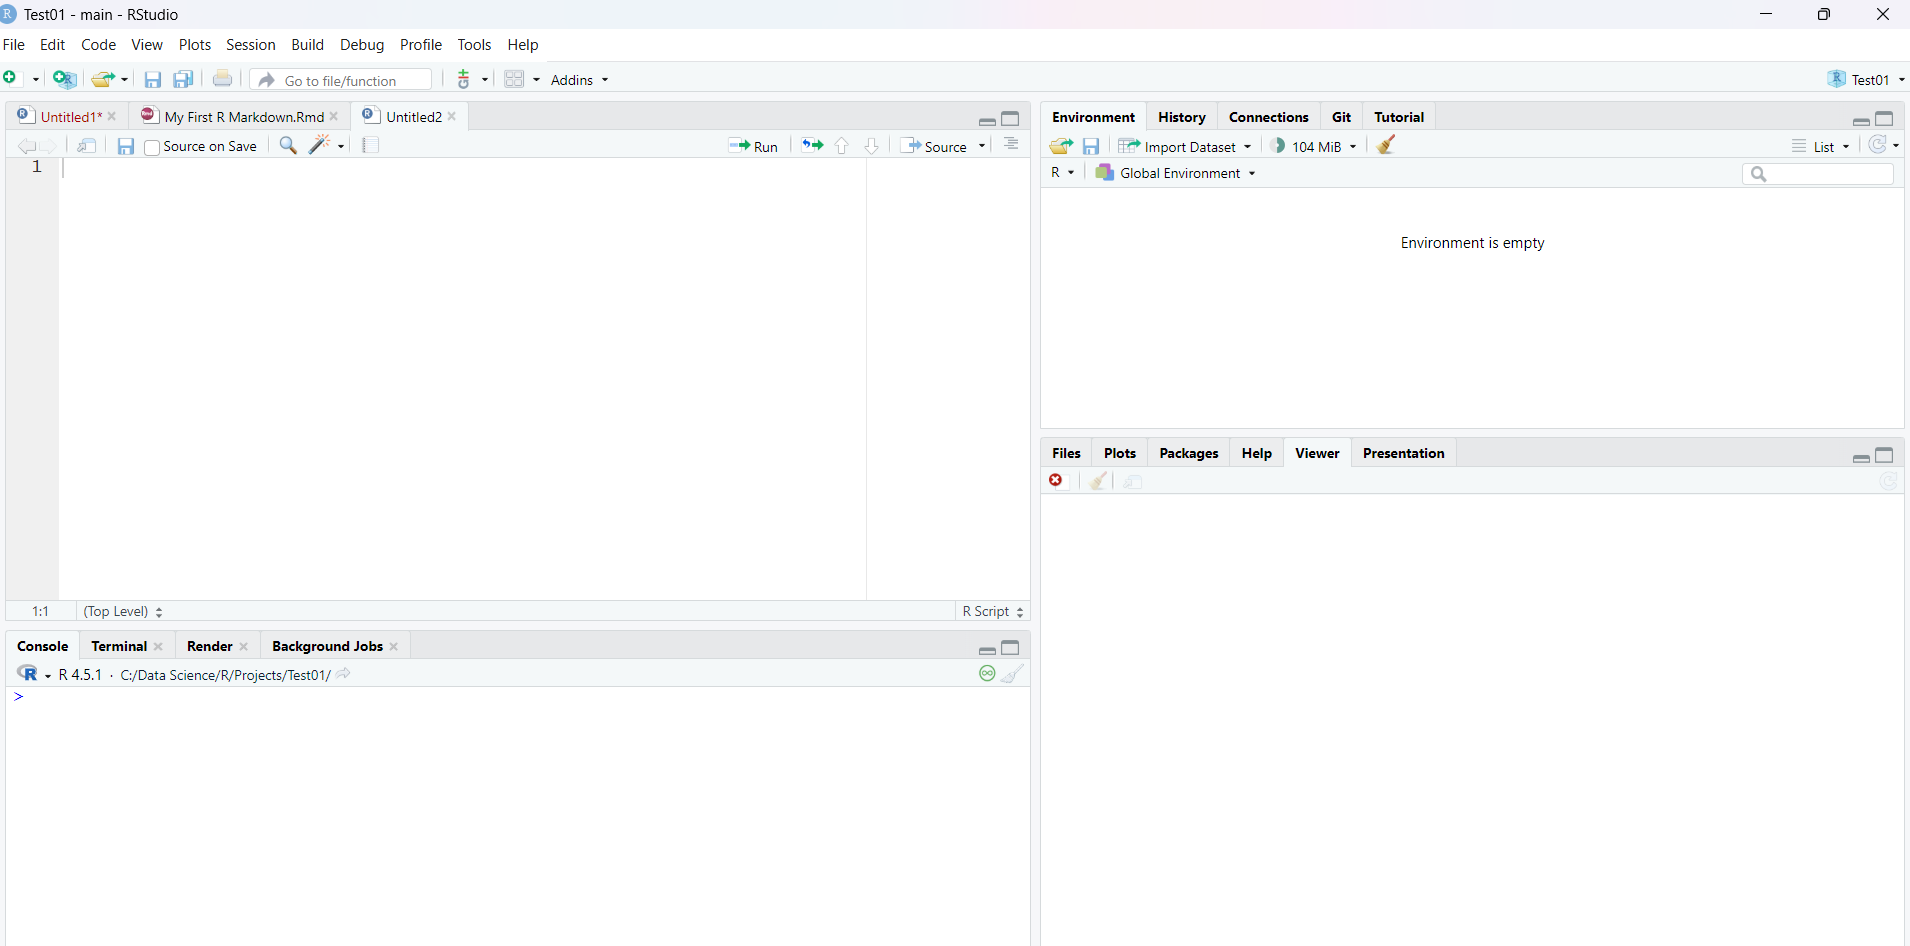 Test01 - main - RStudio
File Edit Code View Plots Session Build Debug Profile Tools Help
Go to file/function Addins Test01
Untitled1* My First R Markdown.Rmd Untitled2
Source on Save Run Source
1
1:1 (Top Level) R Script
Console Terminal Render Background Jobs
R 4.5.1 · C:/Data Science/R/Projects/Test01/
>
Environment History Connections Git Tutorial
Import Dataset 104 MiB List
R Global Environment
Environment is empty
Files Plots Packages Help Viewer Presentation